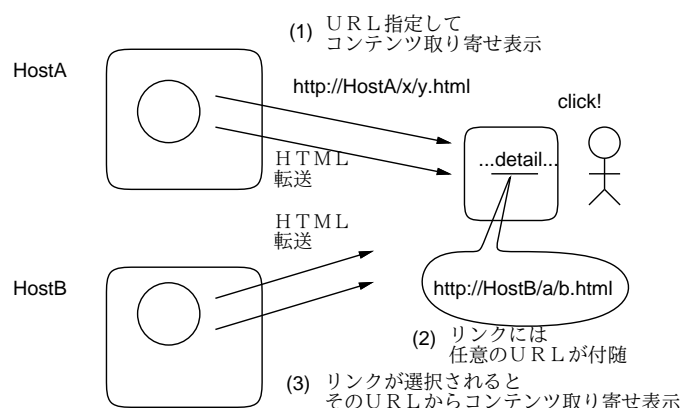 (1) ＵＲＬ指定して
コンテンツ取り寄せ表示
HostA
http://HostA/x/y.html
click!
...detail...
ＨＴＭＬ
転送
ＨＴＭＬ
転送
HostB
http://HostB/a/b.html
(2) リンクには
任意のＵＲＬが付随
(3) リンクが選択されると
そのＵＲＬからコンテンツ取り寄せ表示